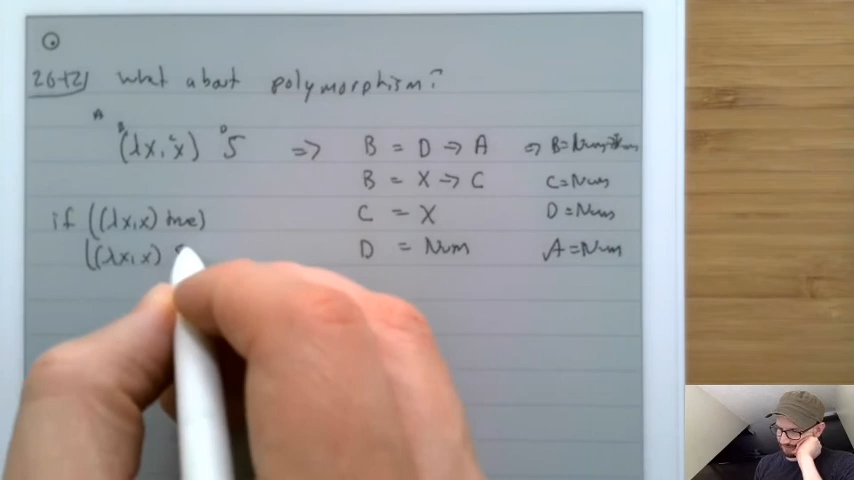 26+21 What about polymorphism?
A
B C D
(λx.x) 5 => B = D → A => B=Num→Num
B = X → C C=Num
if ((λx.x) true) C = X D=Num
((λx.x) D = Num A=Num